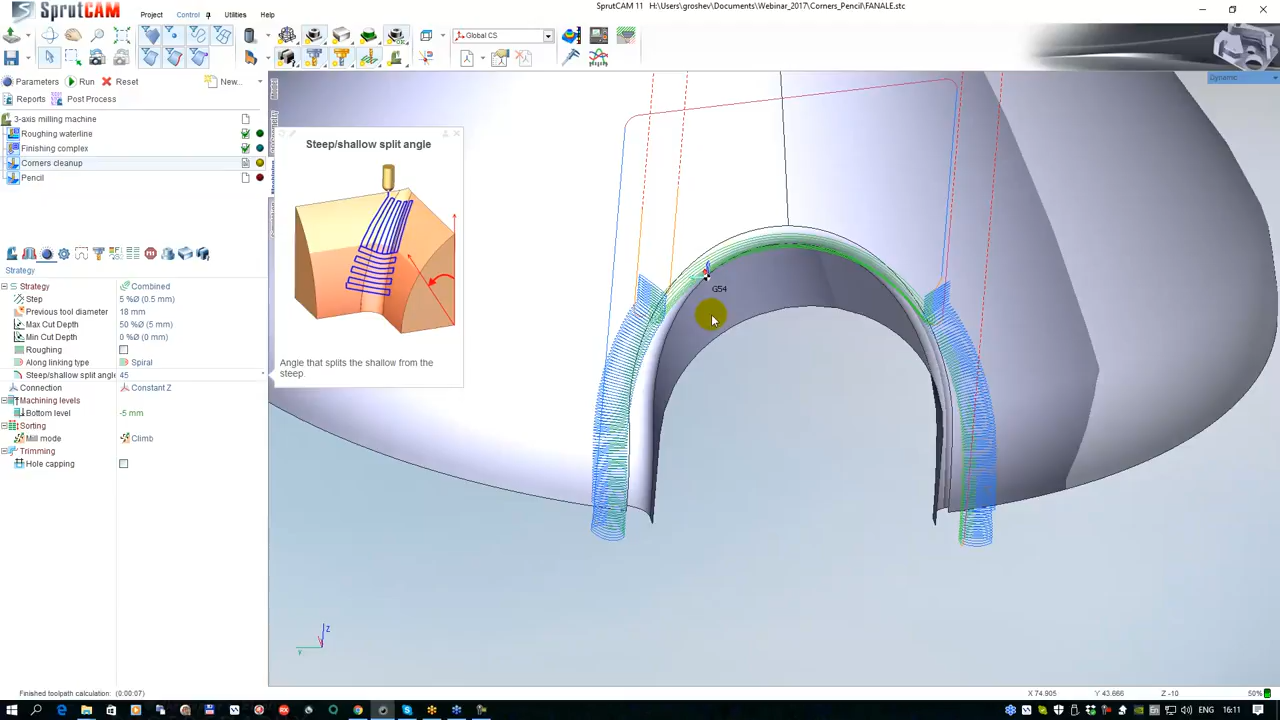 SprutCAM
SprutCAM 11 H:\Users\groshev\Documents\Webinar_2017\Corners_Pencil\FANALE.stc
Project
Control
Utilities
Help
Global CS
Dynamic
Parameters
Run
Reset
New...
Reports
Post Process
3-axis milling machine
Roughing waterline
Finishing complex
Corners cleanup
Pencil
Steep/shallow split angle
Angle that splits the shallow from the
steep.
G54
Strategy
Strategy Combined
Step 5 %Ø (0.5 mm)
Previous tool diameter 18 mm
Max Cut Depth 50 %Ø (5 mm)
Min Cut Depth 0 %Ø (0 mm)
Roughing
Along linking type Spiral
Steep/shallow split angle 45
Connection Constant Z
Machining levels
Bottom level -5 mm
Sorting
Mill mode Climb
Trimming
Hole capping
Z
Y
Finished toolpath calculation: (0:00:07)
X 74.905 Y 43.666 Z -10
50%
ENG 16:11